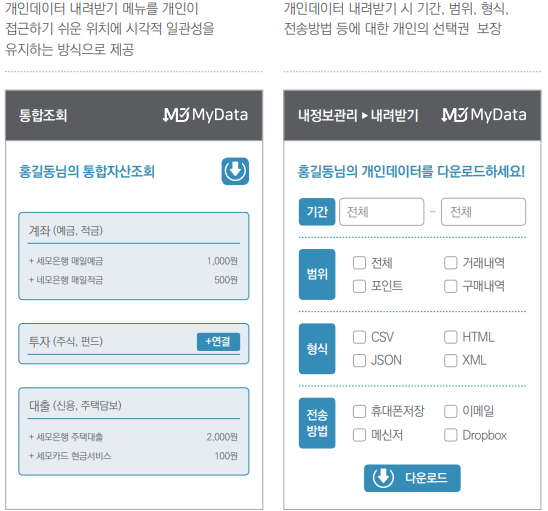 개인데이터 내려받기 메뉴를 개인이
접근하기 쉬운 위치에 시각적 일관성을
유지하는 방식으로 제공
통합조회 MyData
홍길동님의 통합자산조회
계좌 (예금, 적금)
+ 세모은행 매일예금 1,000원
+ 네모은행 매일적금 500원
투자 (주식, 펀드) +연결
대출 (신용, 주택담보)
+ 세모은행 주택대출 2,000원
+ 세모카드 현금서비스 100원
개인데이터 내려받기 시 기간, 범위, 형식,
전송방법 등에 대한 개인의 선택권 보장
내정보관리 ▸ 내려받기 MyData
홍길동님의 개인데이터를 다운로드하세요!
기간 전체 – 전체
범위
전체 거래내역
포인트 구매내역
형식
CSV HTML
JSON XML
전송
방법
휴대폰저장 이메일
메신저 Dropbox
다운로드